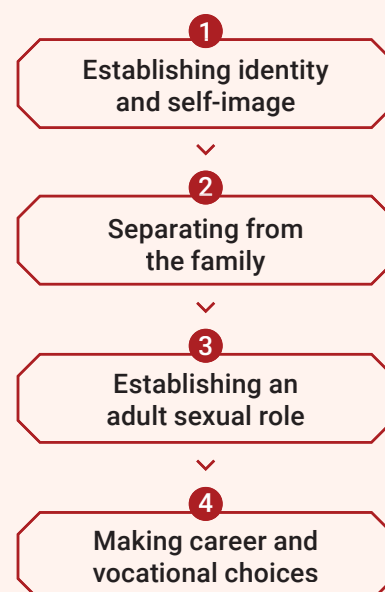 1
Establishing identity
and self-image
2
Separating from
the family
3
Establishing an
adult sexual role
4
Making career and
vocational choices